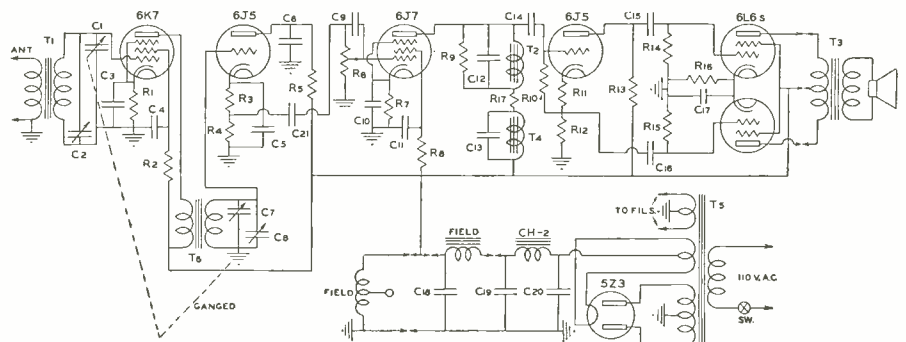 6K7 6J5 C6 C9 6J7 C14 6J5 C15 6L6s
ANT T1 C1 T2 R14 T3
C3 R9 C12 R16
R1 C4 R3 R5 R6 R7 R17 R10 R11 R13 C17
C2 R4 C5 C21 C10 C11 C13 T4 R12 R15
R2 R8 C16
C7 TO FILS. T5
T6 C8 FIELD CH-2
GANGED FIELD C18 C19 C20 5Z3 110 V. A.C.
SW.